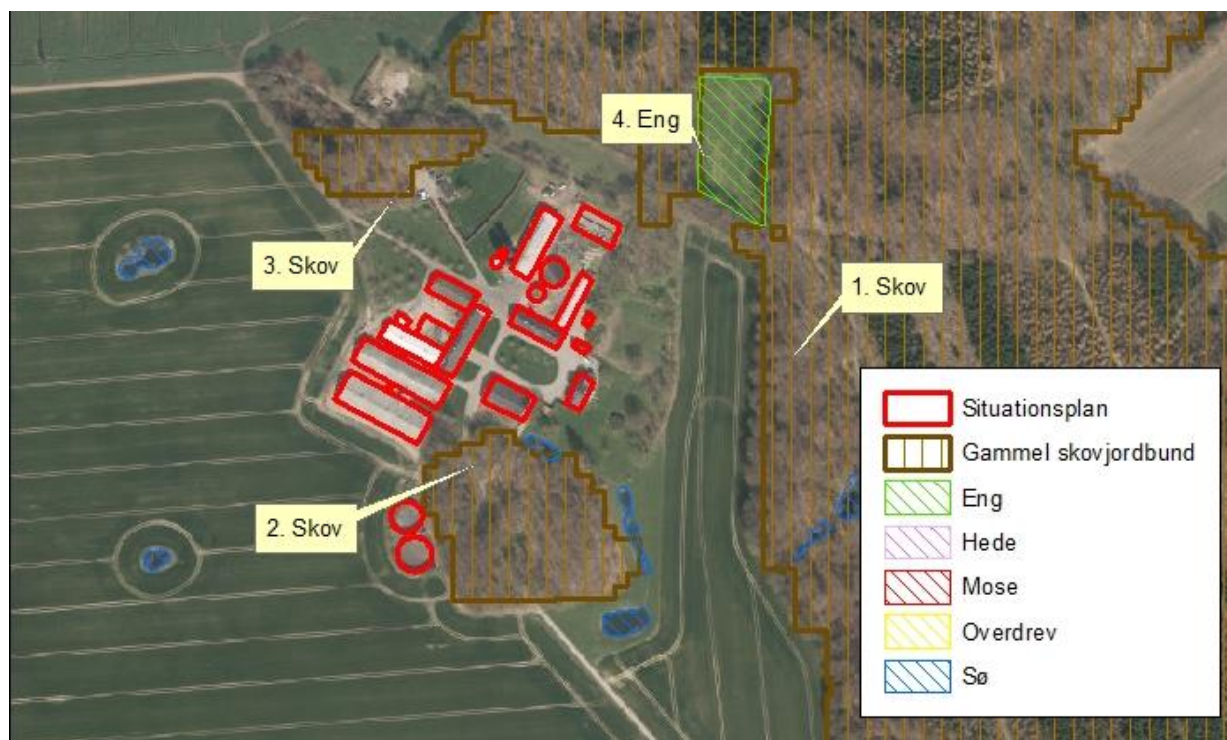 4. Eng
3. Skov
1. Skov
2. Skov
Situationsplan
Gammel skovjordbund
Eng
Hede
Mose
Overdrev
Sø